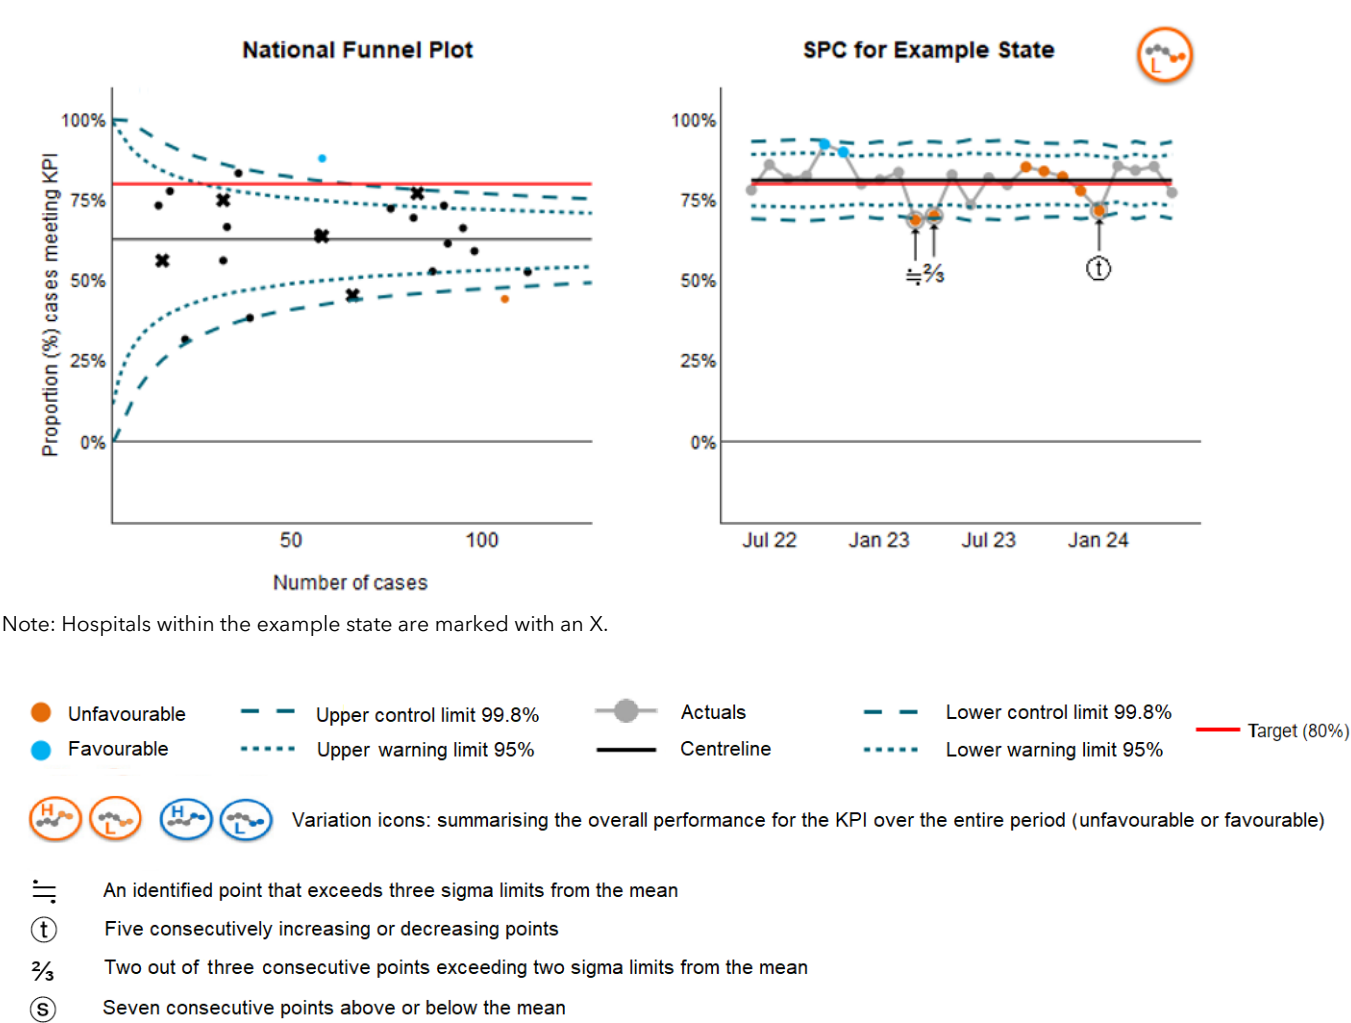 National Funnel Plot
SPC for Example State
L
Proportion (%) cases meeting KPI
100%
75%
50%
25%
0%
50
100
Number of cases
100%
75%
50%
25%
0%
⅔
t
Jul 22
Jan 23
Jul 23
Jan 24
Note: Hospitals within the example state are marked with an X.
Unfavourable
Upper control limit 99.8%
Actuals
Lower control limit 99.8%
Target (80%)
Favourable
Upper warning limit 95%
Centreline
Lower warning limit 95%
H
L
H
L
Variation icons: summarising the overall performance for the KPI over the entire period (unfavourable or favourable)
An identified point that exceeds three sigma limits from the mean
t Five consecutively increasing or decreasing points
⅔ Two out of three consecutive points exceeding two sigma limits from the mean
S Seven consecutive points above or below the mean